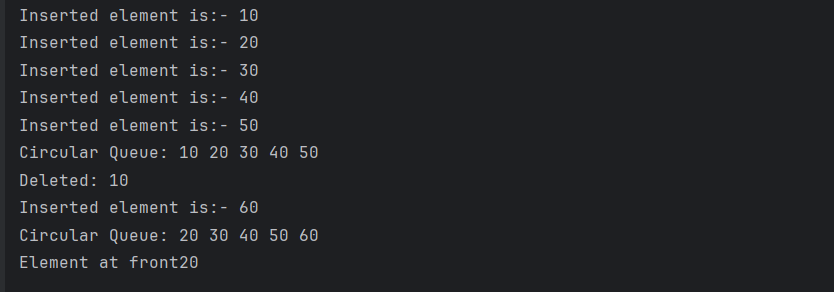 Inserted element is:- 10
Inserted element is:- 20
Inserted element is:- 30
Inserted element is:- 40
Inserted element is:- 50
Circular Queue: 10 20 30 40 50
Deleted: 10
Inserted element is:- 60
Circular Queue: 20 30 40 50 60
Element at front20